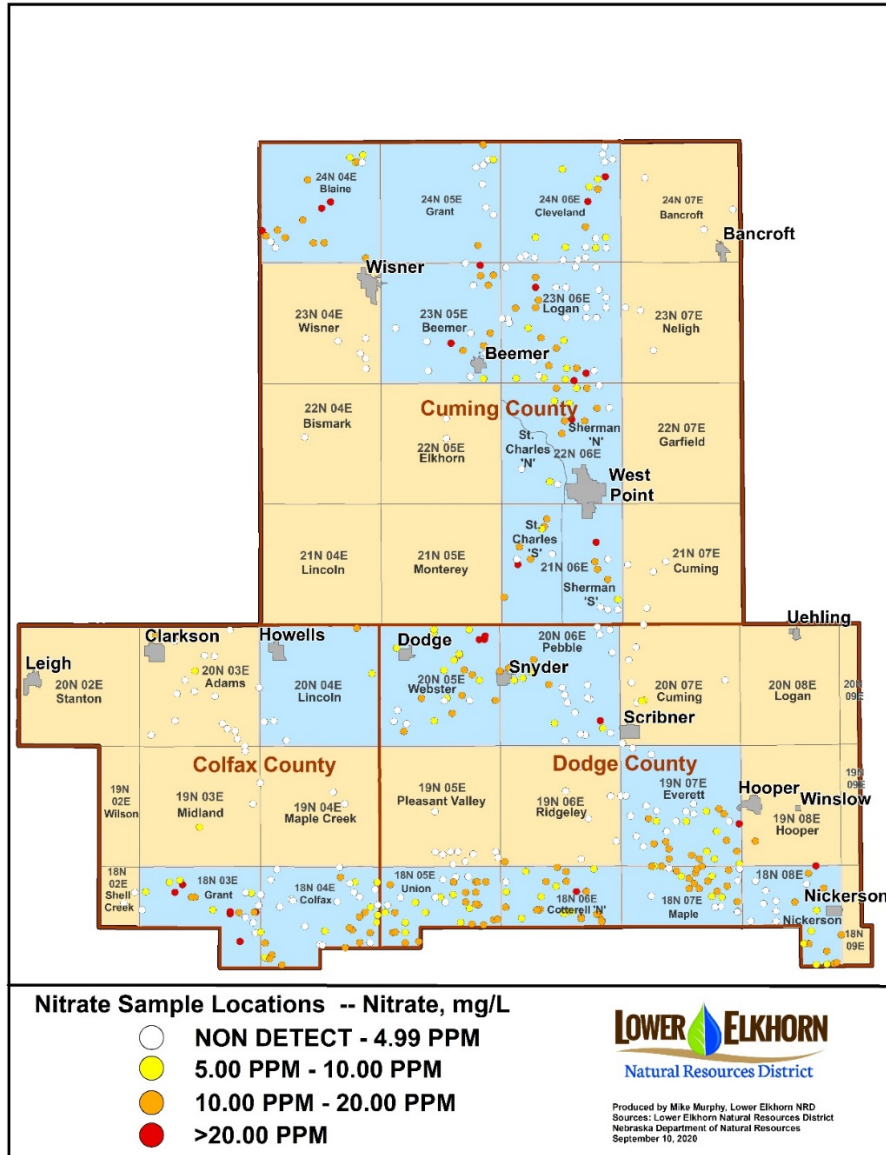 24N 04E
Blaine
24N 05E
Grant
24N 06E
Cleveland
24N 07E
Bancroft
Bancroft
Wisner
23N 04E
Wisner
23N 05E
Beemer
23N 06E
Logan
23N 07E
Neligh
Beemer
Cuming County
22N 04E
Bismark
22N 05E
Elkhorn
St.
Charles
'N'
Sherman
'N'
22N 06E
22N 07E
Garfield
West
Point
21N 04E
Lincoln
21N 05E
Monterey
St.
Charles
'S'
21N 06E
Sherman
'S'
21N 07E
Cuming
Leigh
Clarkson
Howells
Dodge
Snyder
Uehling
20N 02E
Stanton
20N 03E
Adams
20N 04E
Lincoln
20N 05E
Webster
20N 06E
Pebble
20N 07E
Cuming
20N 08E
Logan
20N
09E
Scribner
Colfax County
Dodge County
19N
02E
Wilson
19N 03E
Midland
19N 04E
Maple Creek
19N 05E
Pleasant Valley
19N 06E
Ridgeley
19N 07E
Everett
Hooper
Winslow
19N 08E
Hooper
19N
09E
18N
02E
Shell
Creek
18N 03E
Grant
18N 04E
Colfax
18N 05E
Union
18N 06E
Cotterell 'N'
18N 07E
Maple
18N 08E
Nickerson
Nickerson
18N
09E
Nitrate Sample Locations -- Nitrate, mg/L
NON DETECT - 4.99 PPM
5.00 PPM - 10.00 PPM
10.00 PPM - 20.00 PPM
>20.00 PPM
LOWER ELKHORN
Natural Resources District
Produced by Mike Murphy, Lower Elkhorn NRD
Sources: Lower Elkhorn Natural Resources District
Nebraska Department of Natural Resources
September 10, 2020